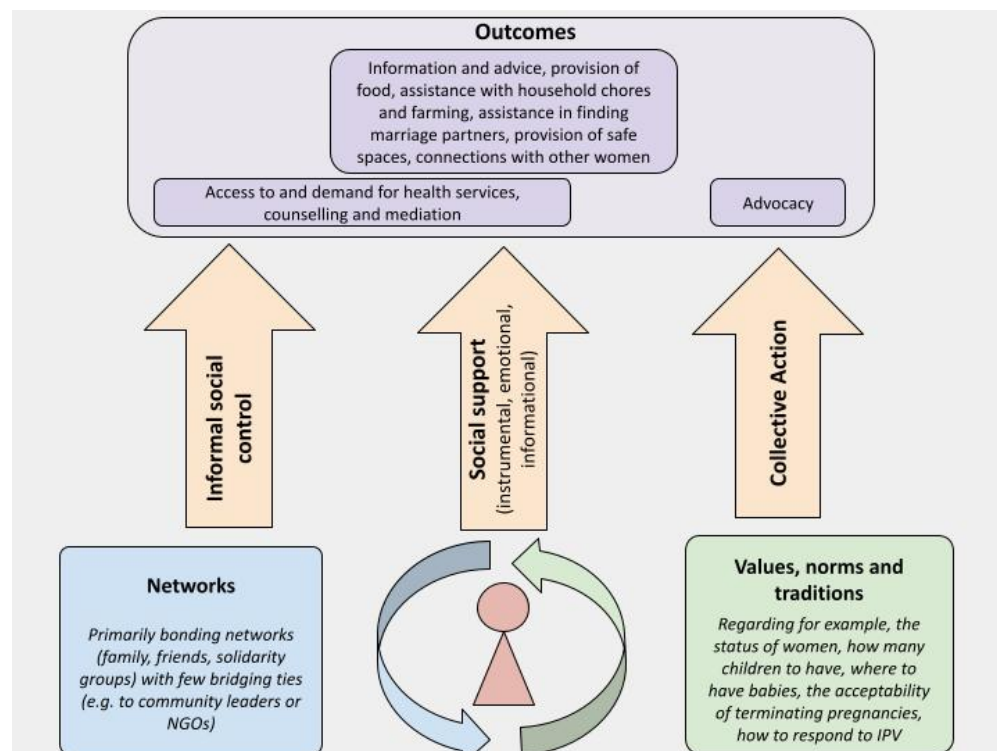 Outcomes
Information and advice, provision of
food, assistance with household chores
and farming, assistance in finding
marriage partners, provision of safe
spaces, connections with other women
Access to and demand for health services,
counselling and mediation
Advocacy
Informal social
control
Social support
(instrumental, emotional,
informational)
Collective Action
Networks
Primarily bonding networks
(family, friends, solidarity
groups) with few bridging ties
(e.g. to community leaders or
NGOs)
Values, norms and
traditions
Regarding for example, the
status of women, how many
children to have, where to
have babies, the acceptability
of terminating pregnancies,
how to respond to IPV